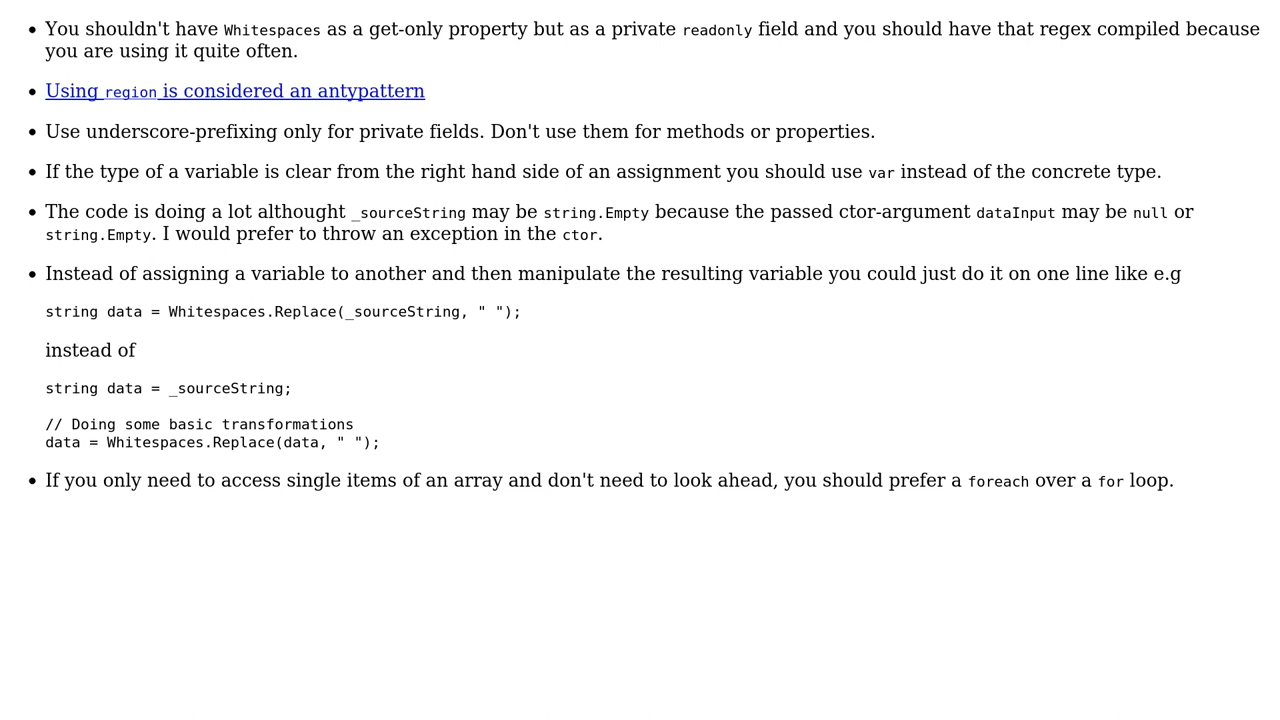 You shouldn't have Whitespaces as a get-only property but as a private readonly field and you should have that regex compiled because
you are using it quite often.
Using region is considered an antypattern
Use underscore-prefixing only for private fields. Don't use them for methods or properties.
If the type of a variable is clear from the right hand side of an assignment you should use var instead of the concrete type.
The code is doing a lot althought _sourceString may be string.Empty because the passed ctor-argument dataInput may be null or
string.Empty. I would prefer to throw an exception in the ctor.
Instead of assigning a variable to another and then manipulate the resulting variable you could just do it on one line like e.g
string data = Whitespaces.Replace(_sourceString, " ");
instead of
string data = _sourceString;
// Doing some basic transformations
data = Whitespaces.Replace(data, " ");
If you only need to access single items of an array and don't need to look ahead, you should prefer a foreach over a for loop.